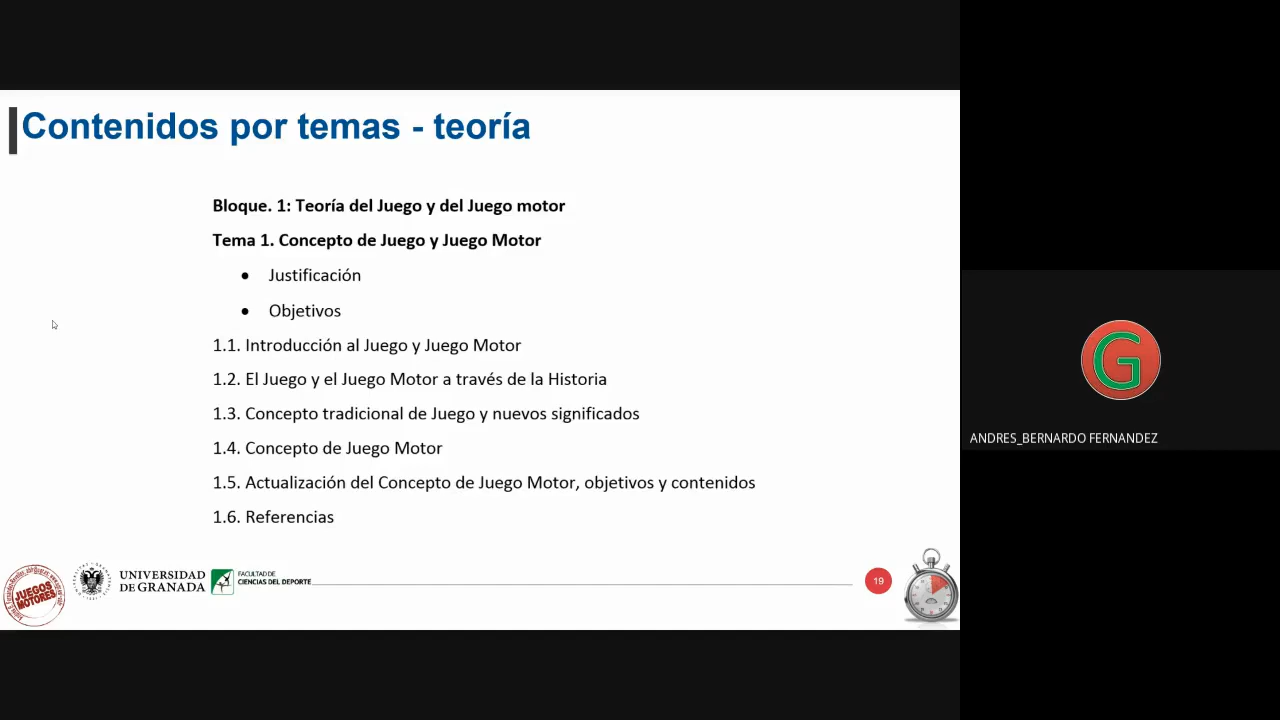 Contenidos por temas - teoría
Bloque. 1: Teoría del Juego y del Juego motor
Tema 1. Concepto de Juego y Juego Motor
• Justificación
• Objetivos
1.1. Introducción al Juego y Juego Motor
1.2. El Juego y el Juego Motor a través de la Historia
1.3. Concepto tradicional de Juego y nuevos significados
1.4. Concepto de Juego Motor
1.5. Actualización del Concepto de Juego Motor, objetivos y contenidos
1.6. Referencias
JUEGOS
MOTORES
UNIVERSIDAD
DE GRANADA
FACULTAD DE
CIENCIAS DEL DEPORTE
19
G
ANDRES_BERNARDO FERNANDEZ